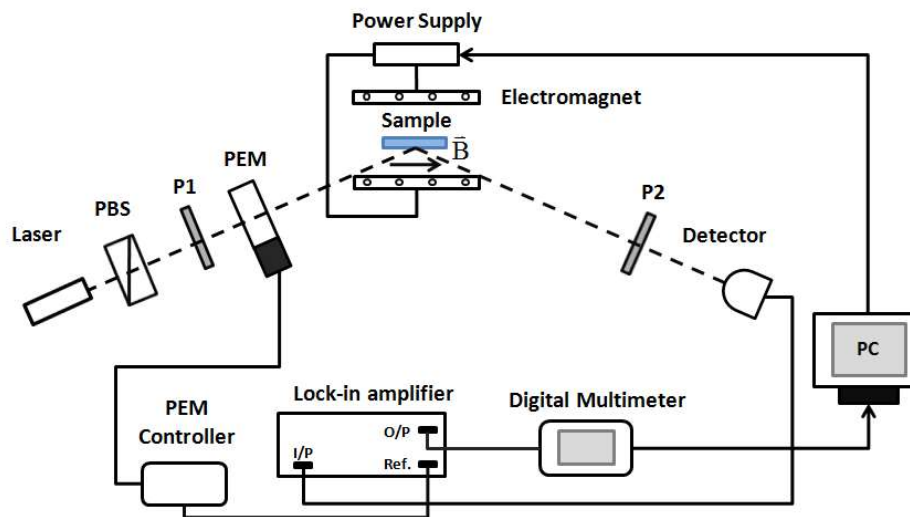 Power Supply
Electromagnet
Sample
B
PEM
P1
PBS
Laser
P2
Detector
PC
Lock-in amplifier
Digital Multimeter
PEM
Controller
O/P
I/P
Ref.